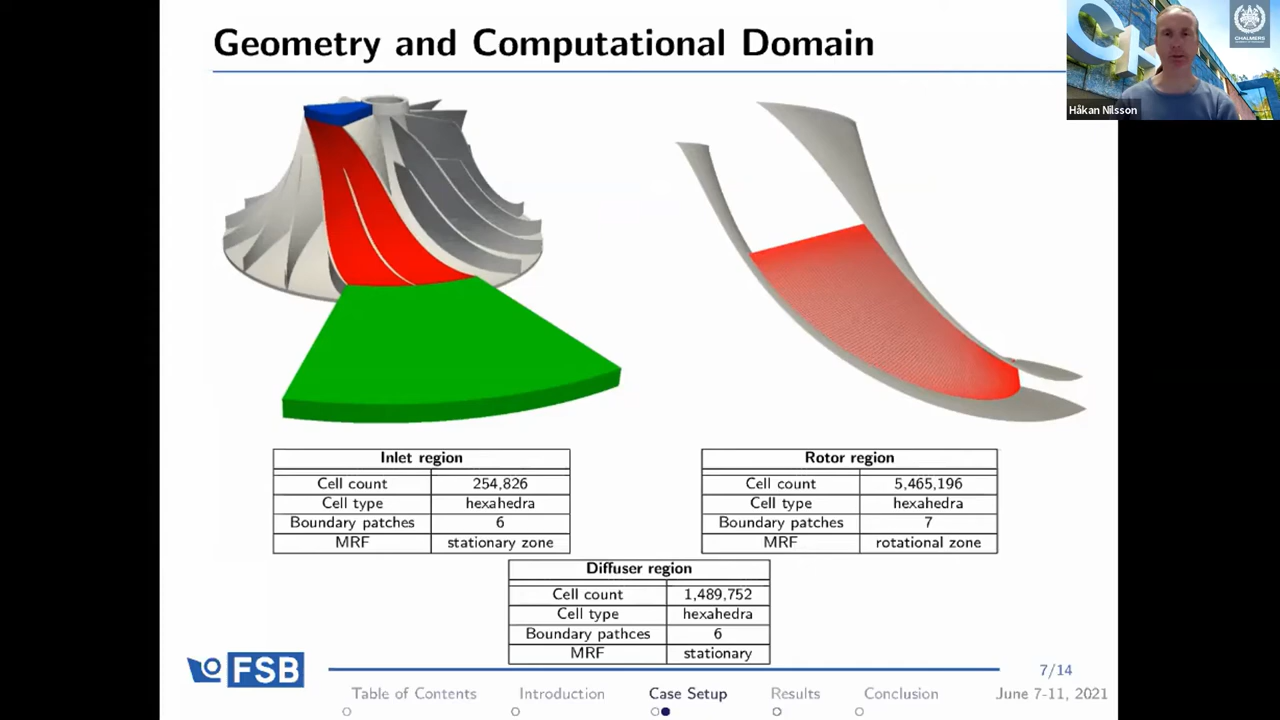 Geometry and Computational Domain
CHALMERS
Håkan Nilsson
Inlet region
Cell count 254,826
Cell type hexahedra
Boundary patches 6
MRF stationary zone
Rotor region
Cell count 5,465,196
Cell type hexahedra
Boundary patches 7
MRF rotational zone
Diffuser region
Cell count 1,489,752
Cell type hexahedra
Boundary pathces 6
MRF stationary
FSB
7/14
Table of Contents Introduction Case Setup Results Conclusion June 7-11, 2021